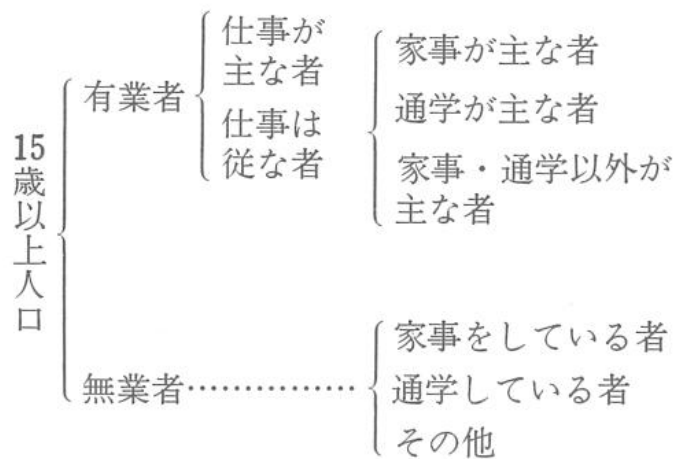 15歳以上人口
有業者
仕事が
主な者
仕事は
従な者
家事が主な者
通学が主な者
家事・通学以外が
主な者
無業者……………
家事をしている者
通学している者
その他